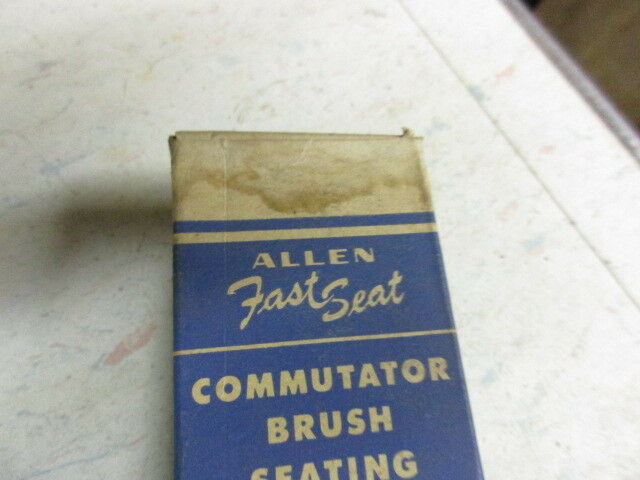 ALLEN
Fast Seat
COMMUTATOR
BRUSH
SEATING